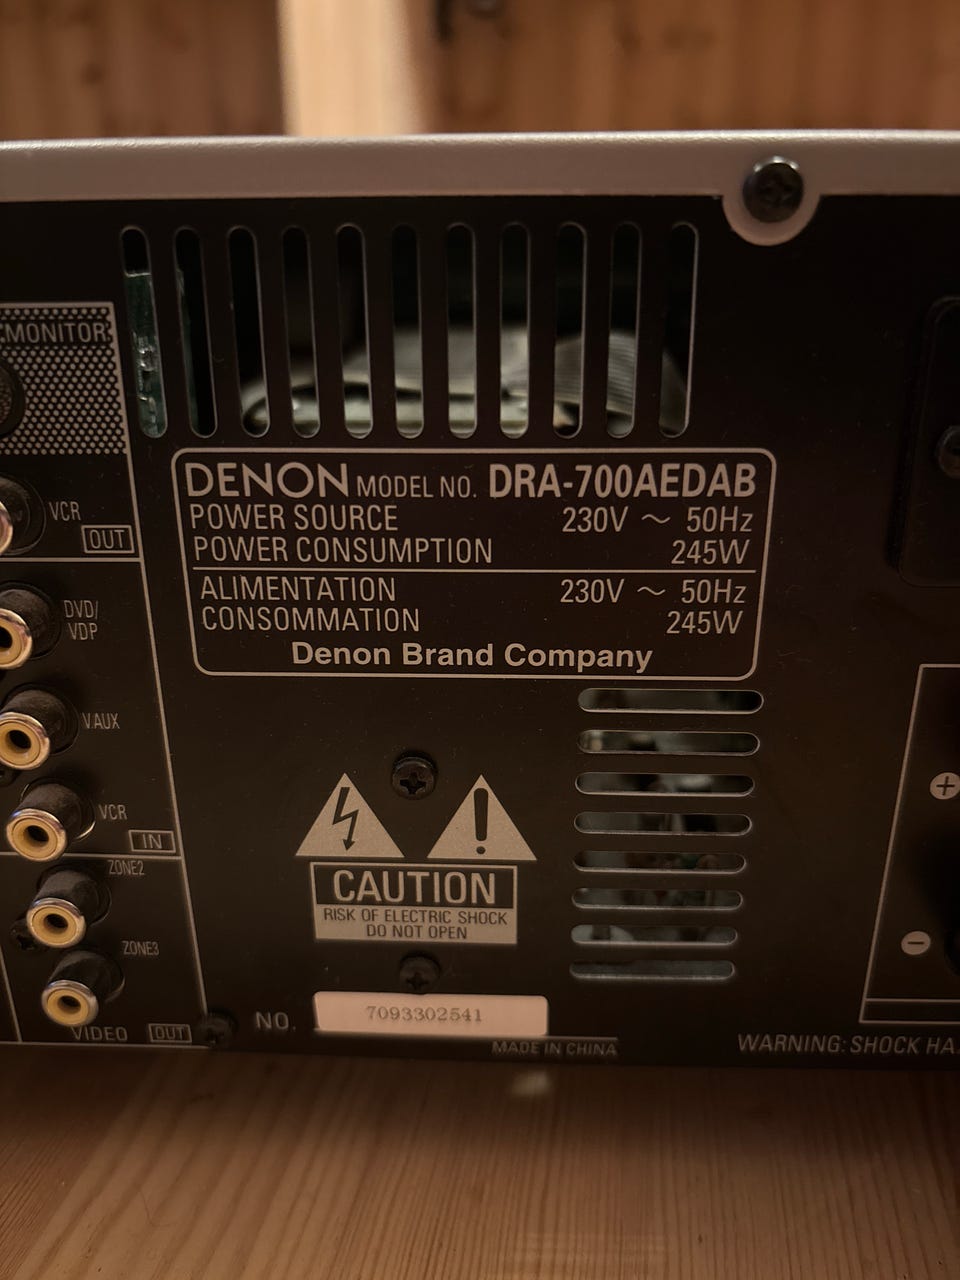 MONITOR
VCR
OUT
DVD/
VDP
V.AUX
VCR
IN
ZONE2
ZONE3
VIDEO OUT
DENON MODEL NO. DRA-700AEDAB
POWER SOURCE 230V ~ 50Hz
POWER CONSUMPTION 245W
ALIMENTATION 230V ~ 50Hz
CONSOMMATION 245W
Denon Brand Company
CAUTION
RISK OF ELECTRIC SHOCK
DO NOT OPEN
NO. 7093302541
MADE IN CHINA
+
−
WARNING: SHOCK HA